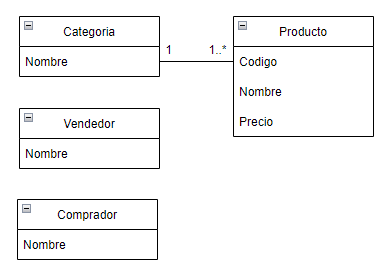 Categoria
Nombre
1
1..*
Producto
Codigo
Nombre
Precio
Vendedor
Nombre
Comprador
Nombre